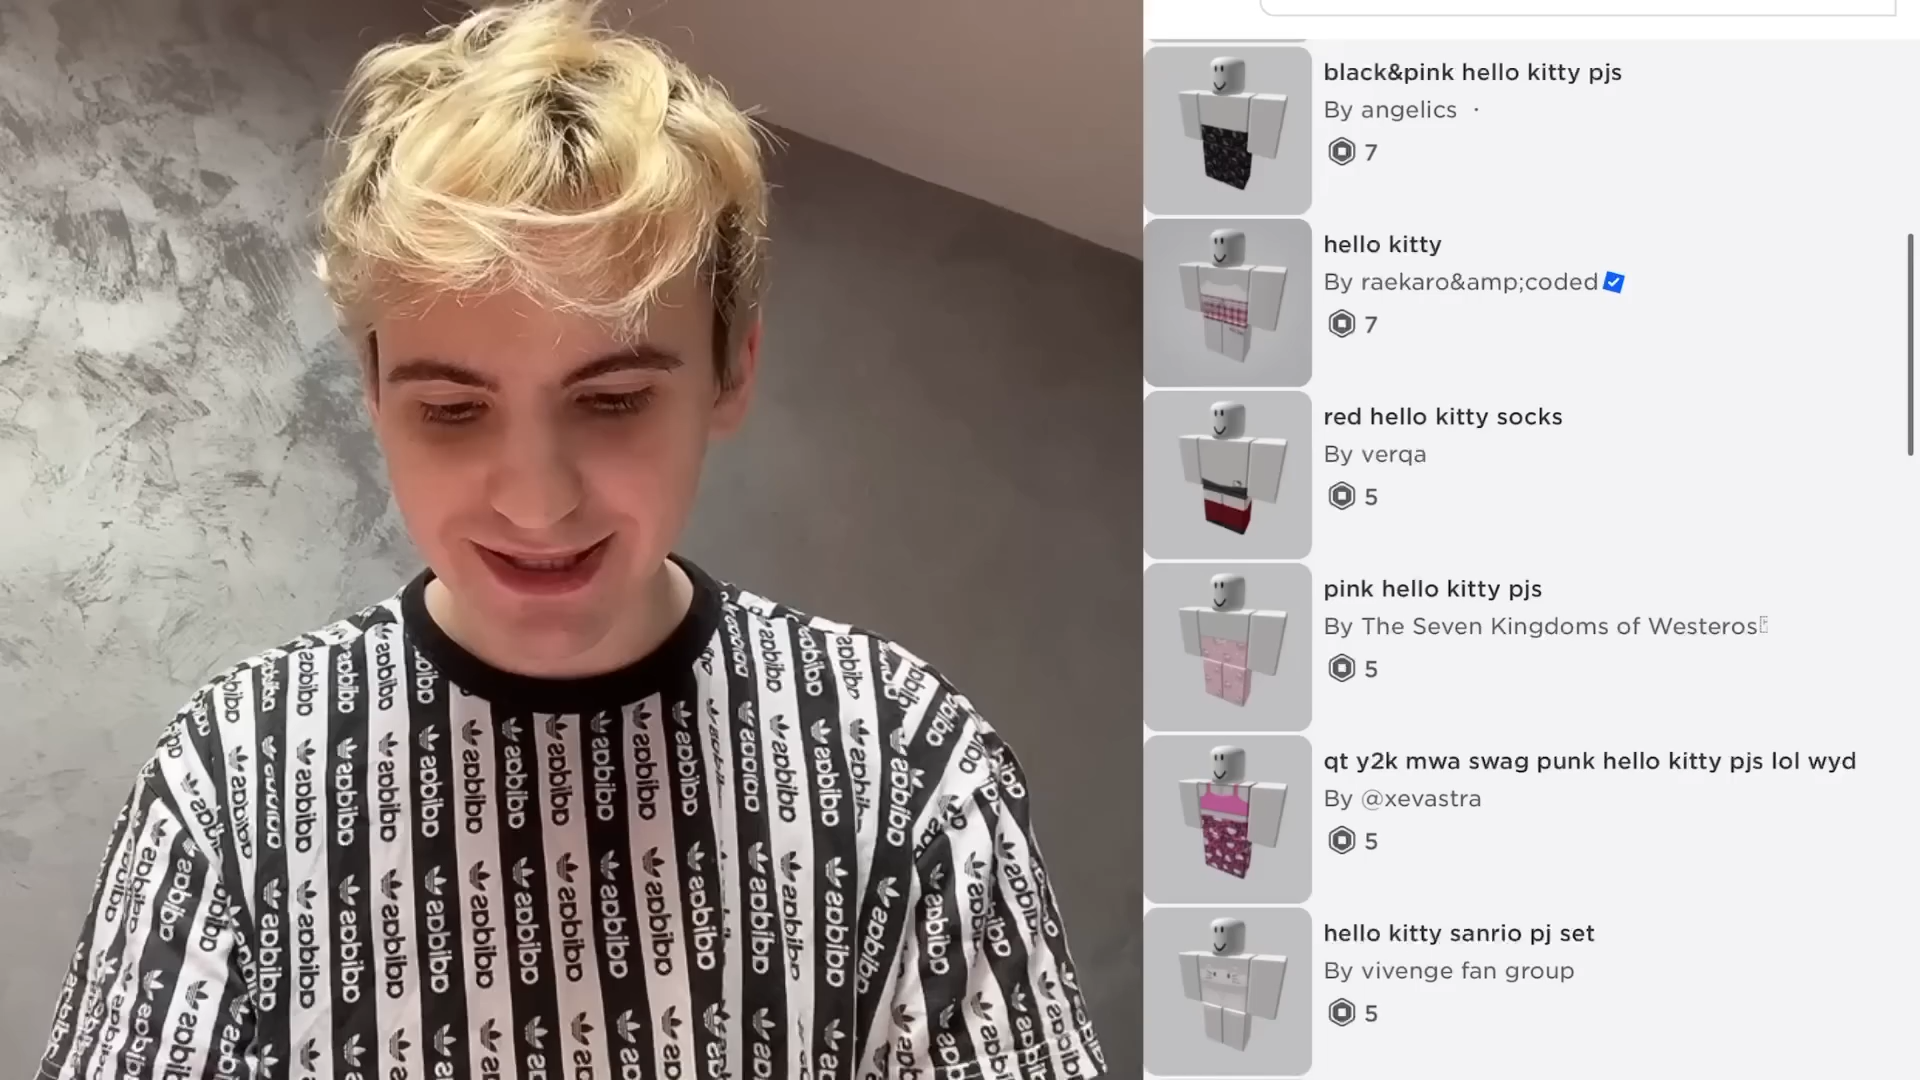 black&pink hello kitty pjs
By angelics ·
7
hello kitty
By raekaro&amp;coded
7
red hello kitty socks
By verqa
5
pink hello kitty pjs
By The Seven Kingdoms of Westeros
5
qt y2k mwa swag punk hello kitty pjs lol wyd
By @xevastra
5
hello kitty sanrio pj set
By vivenge fan group
5
adidas